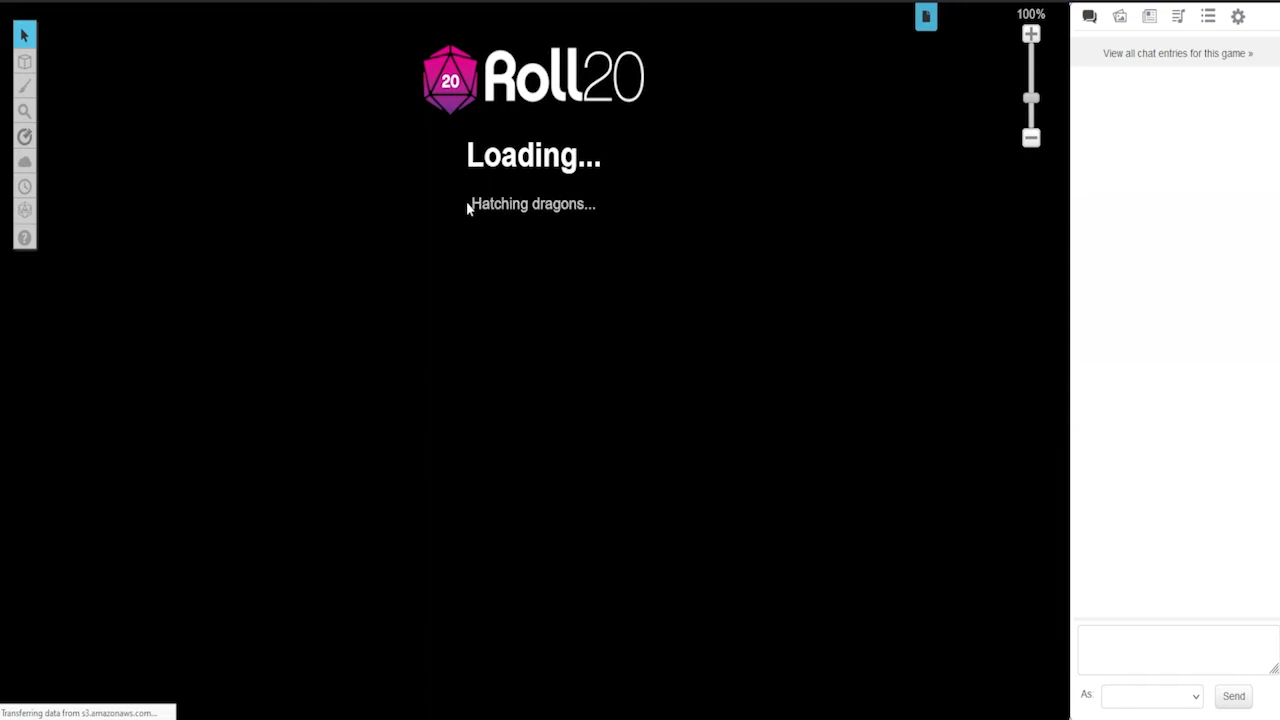 100%
20 Roll20
View all chat entries for this game »
Loading...
Hatching dragons...
As:
Send
Transferring data from s3.amazonaws.com...